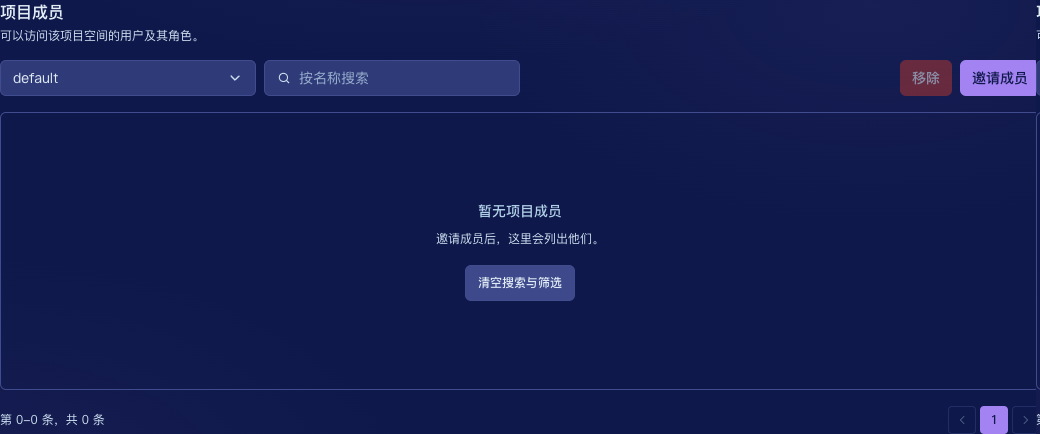 项目成员
可以访问该项目空间的用户及其角色。
default
按名称搜索
移除
邀请成员
暂无项目成员
邀请成员后，这里会列出他们。
清空搜索与筛选
第 0-0 条，共 0 条
1